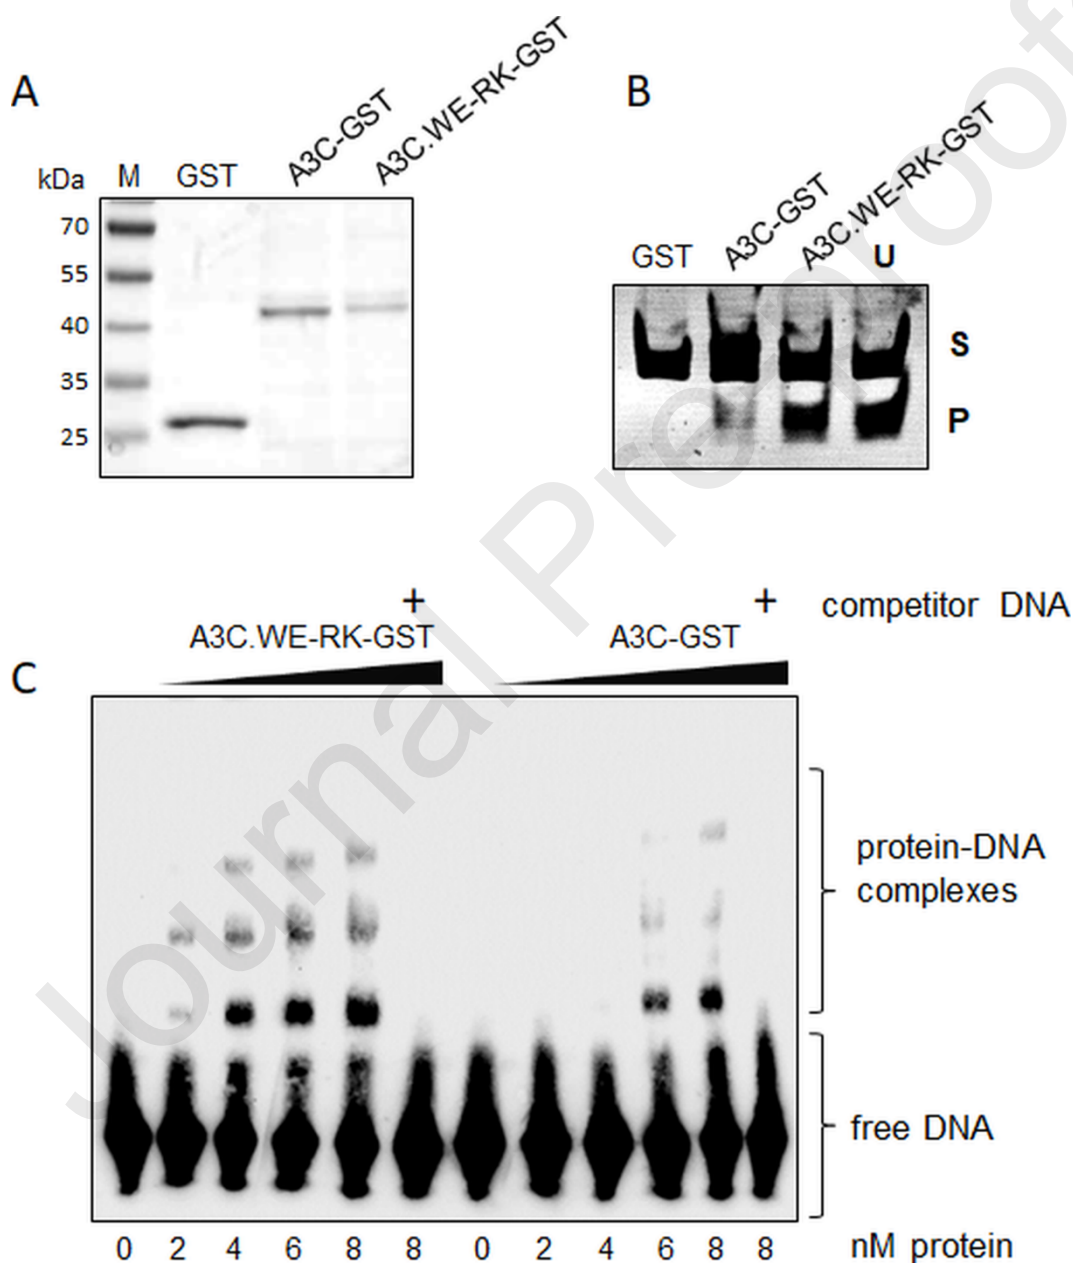 A
kDa
M
GST
A3C-GST
A3C.WE-RK-GST
70
55
40
35
25
B
GST
A3C-GST
A3C.WE-RK-GST
U
S
P
+ + competitor DNA
A3C.WE-RK-GST A3C-GST
C
protein-DNA
complexes
free DNA
0 2 4 6 8 8 0 2 4 6 8 8 nM protein
Journal Pre-proof